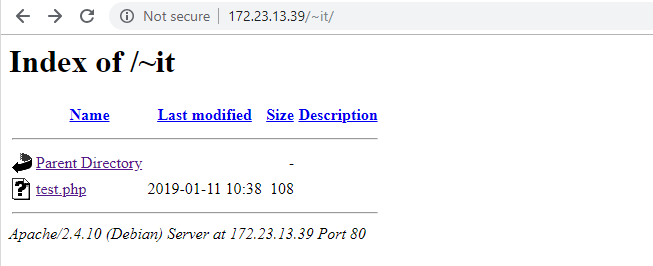 Not secure | 172.23.13.39/~it/
Index of /~it
Name Last modified Size Description
Parent Directory -
test.php 2019-01-11 10:38 108
Apache/2.4.10 (Debian) Server at 172.23.13.39 Port 80